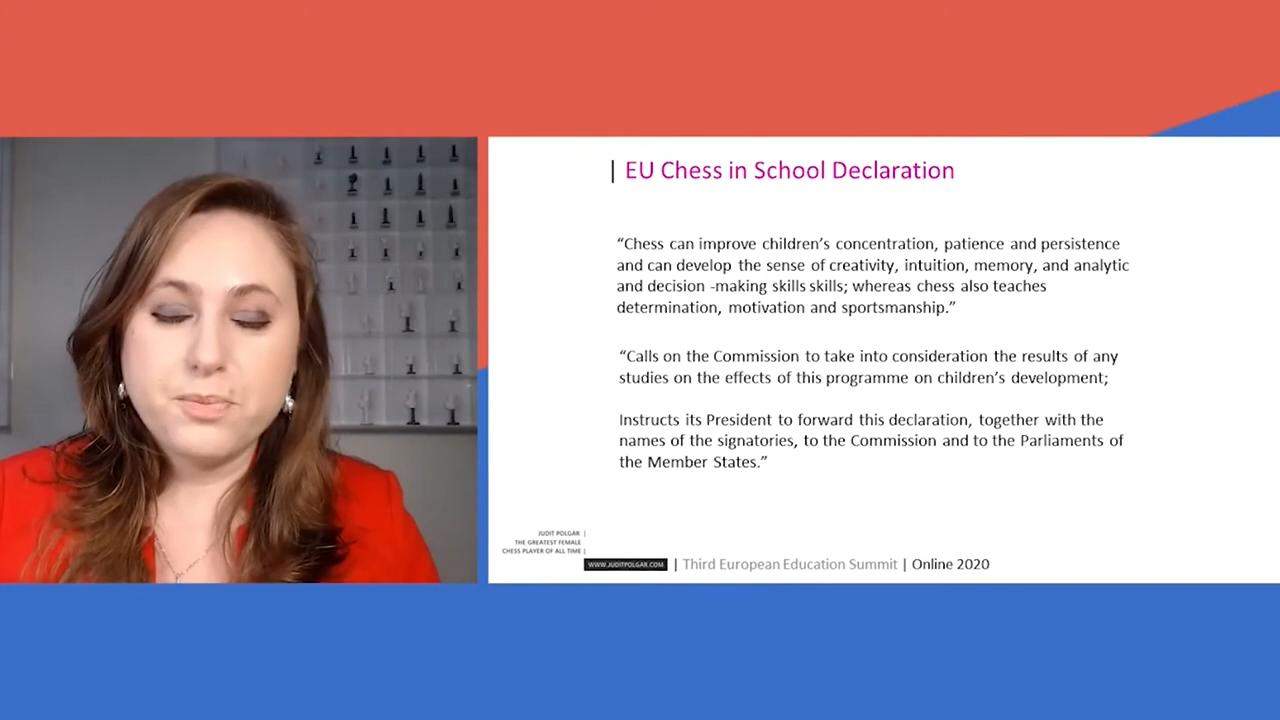 | EU Chess in School Declaration
“Chess can improve children’s concentration, patience and persistence
and can develop the sense of creativity, intuition, memory, and analytic
and decision -making skills skills; whereas chess also teaches
determination, motivation and sportsmanship.”
“Calls on the Commission to take into consideration the results of any
studies on the effects of this programme on children’s development;
Instructs its President to forward this declaration, together with the
names of the signatories, to the Commission and to the Parliaments of
the Member States.”
JUDIT POLGAR |
THE GREATEST FEMALE
CHESS PLAYER OF ALL TIME |
WWW.JUDITPOLGAR.COM | Third European Education Summit | Online 2020